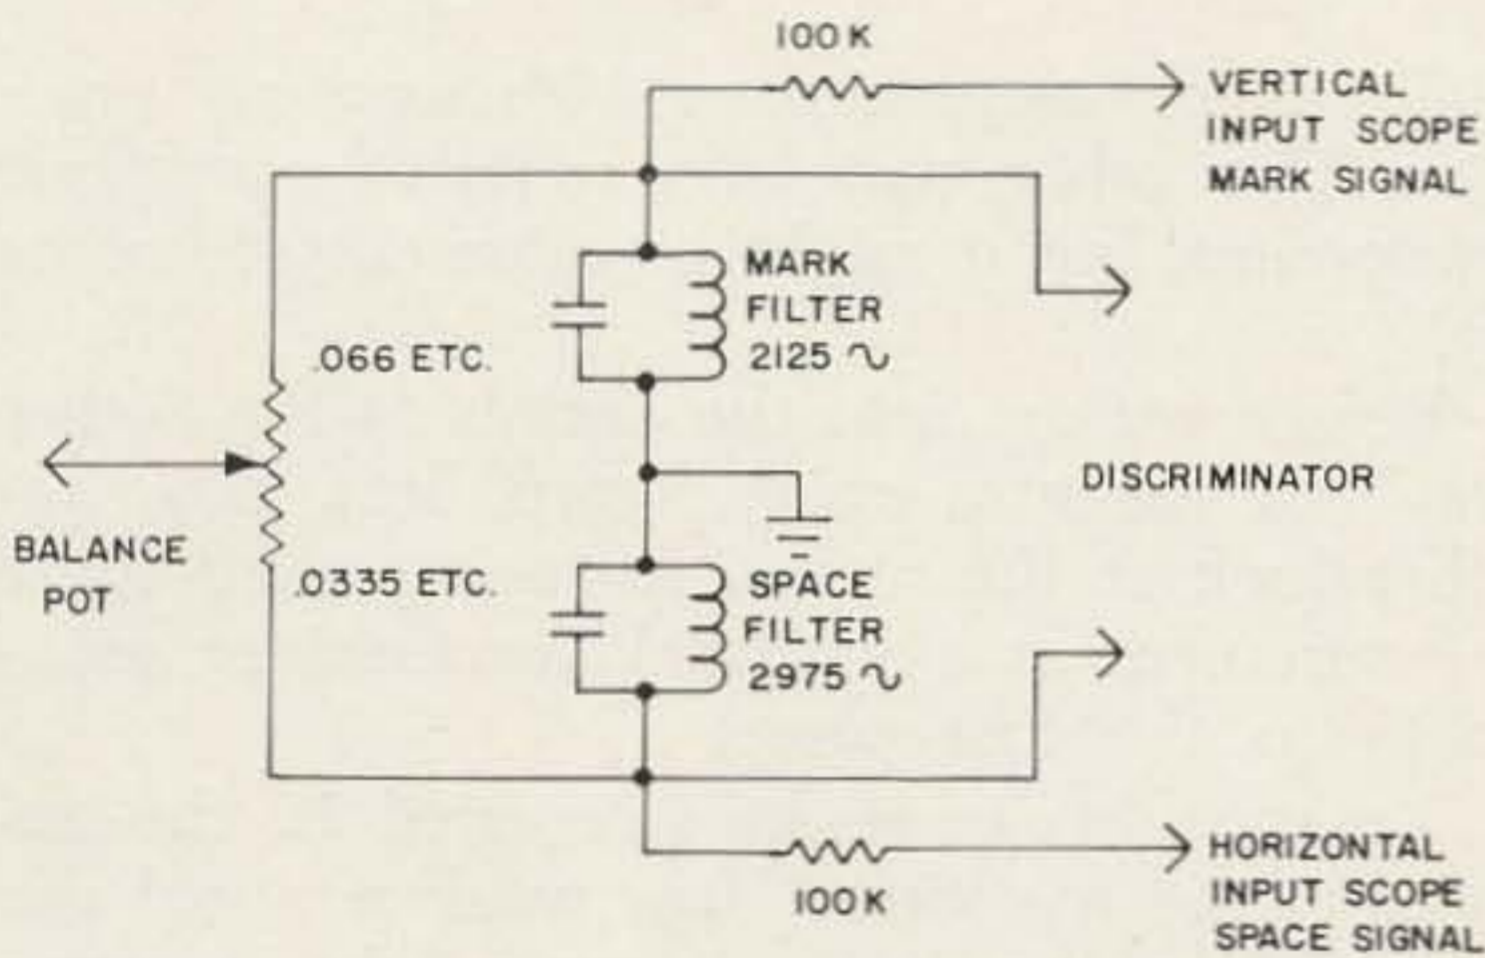 100 K
VERTICAL
INPUT SCOPE
MARK SIGNAL
MARK
FILTER
2125 ∿
.066 ETC.
DISCRIMINATOR
BALANCE
POT
.0335 ETC.
SPACE
FILTER
2975 ∿
HORIZONTAL
INPUT SCOPE
SPACE SIGNAL
100 K